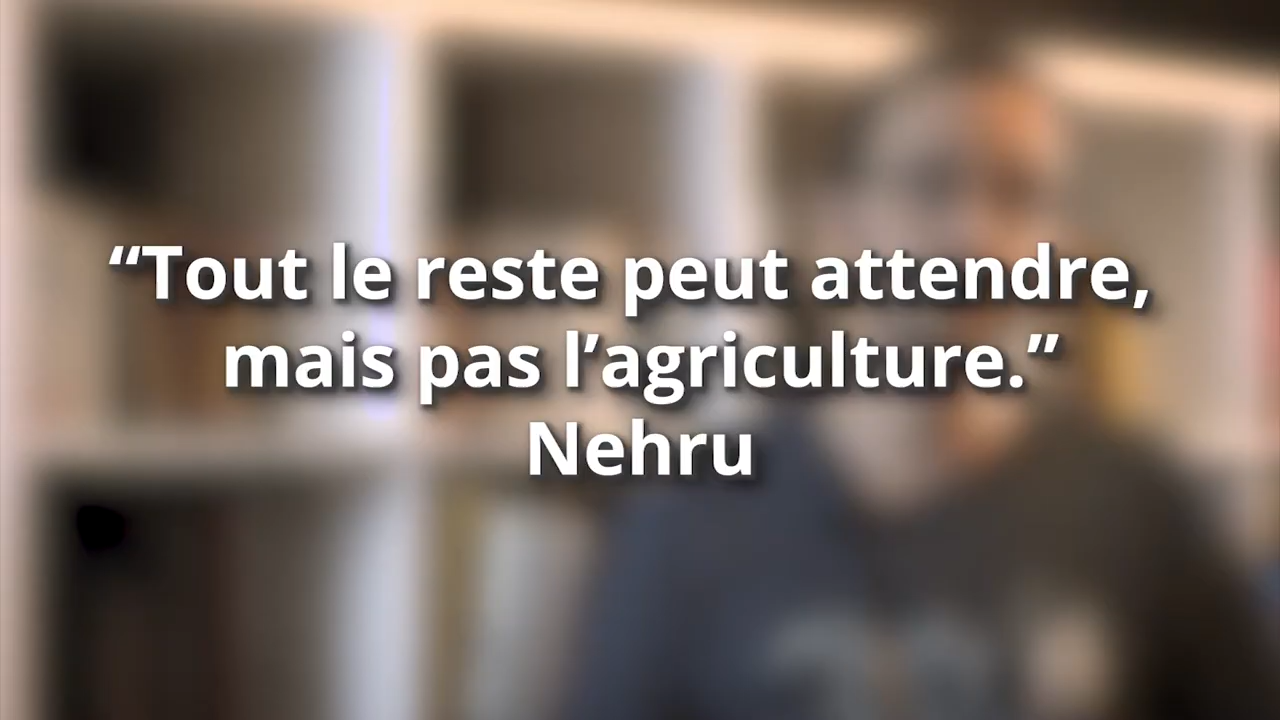 “Tout le reste peut attendre,
mais pas l’agriculture.”
Nehru